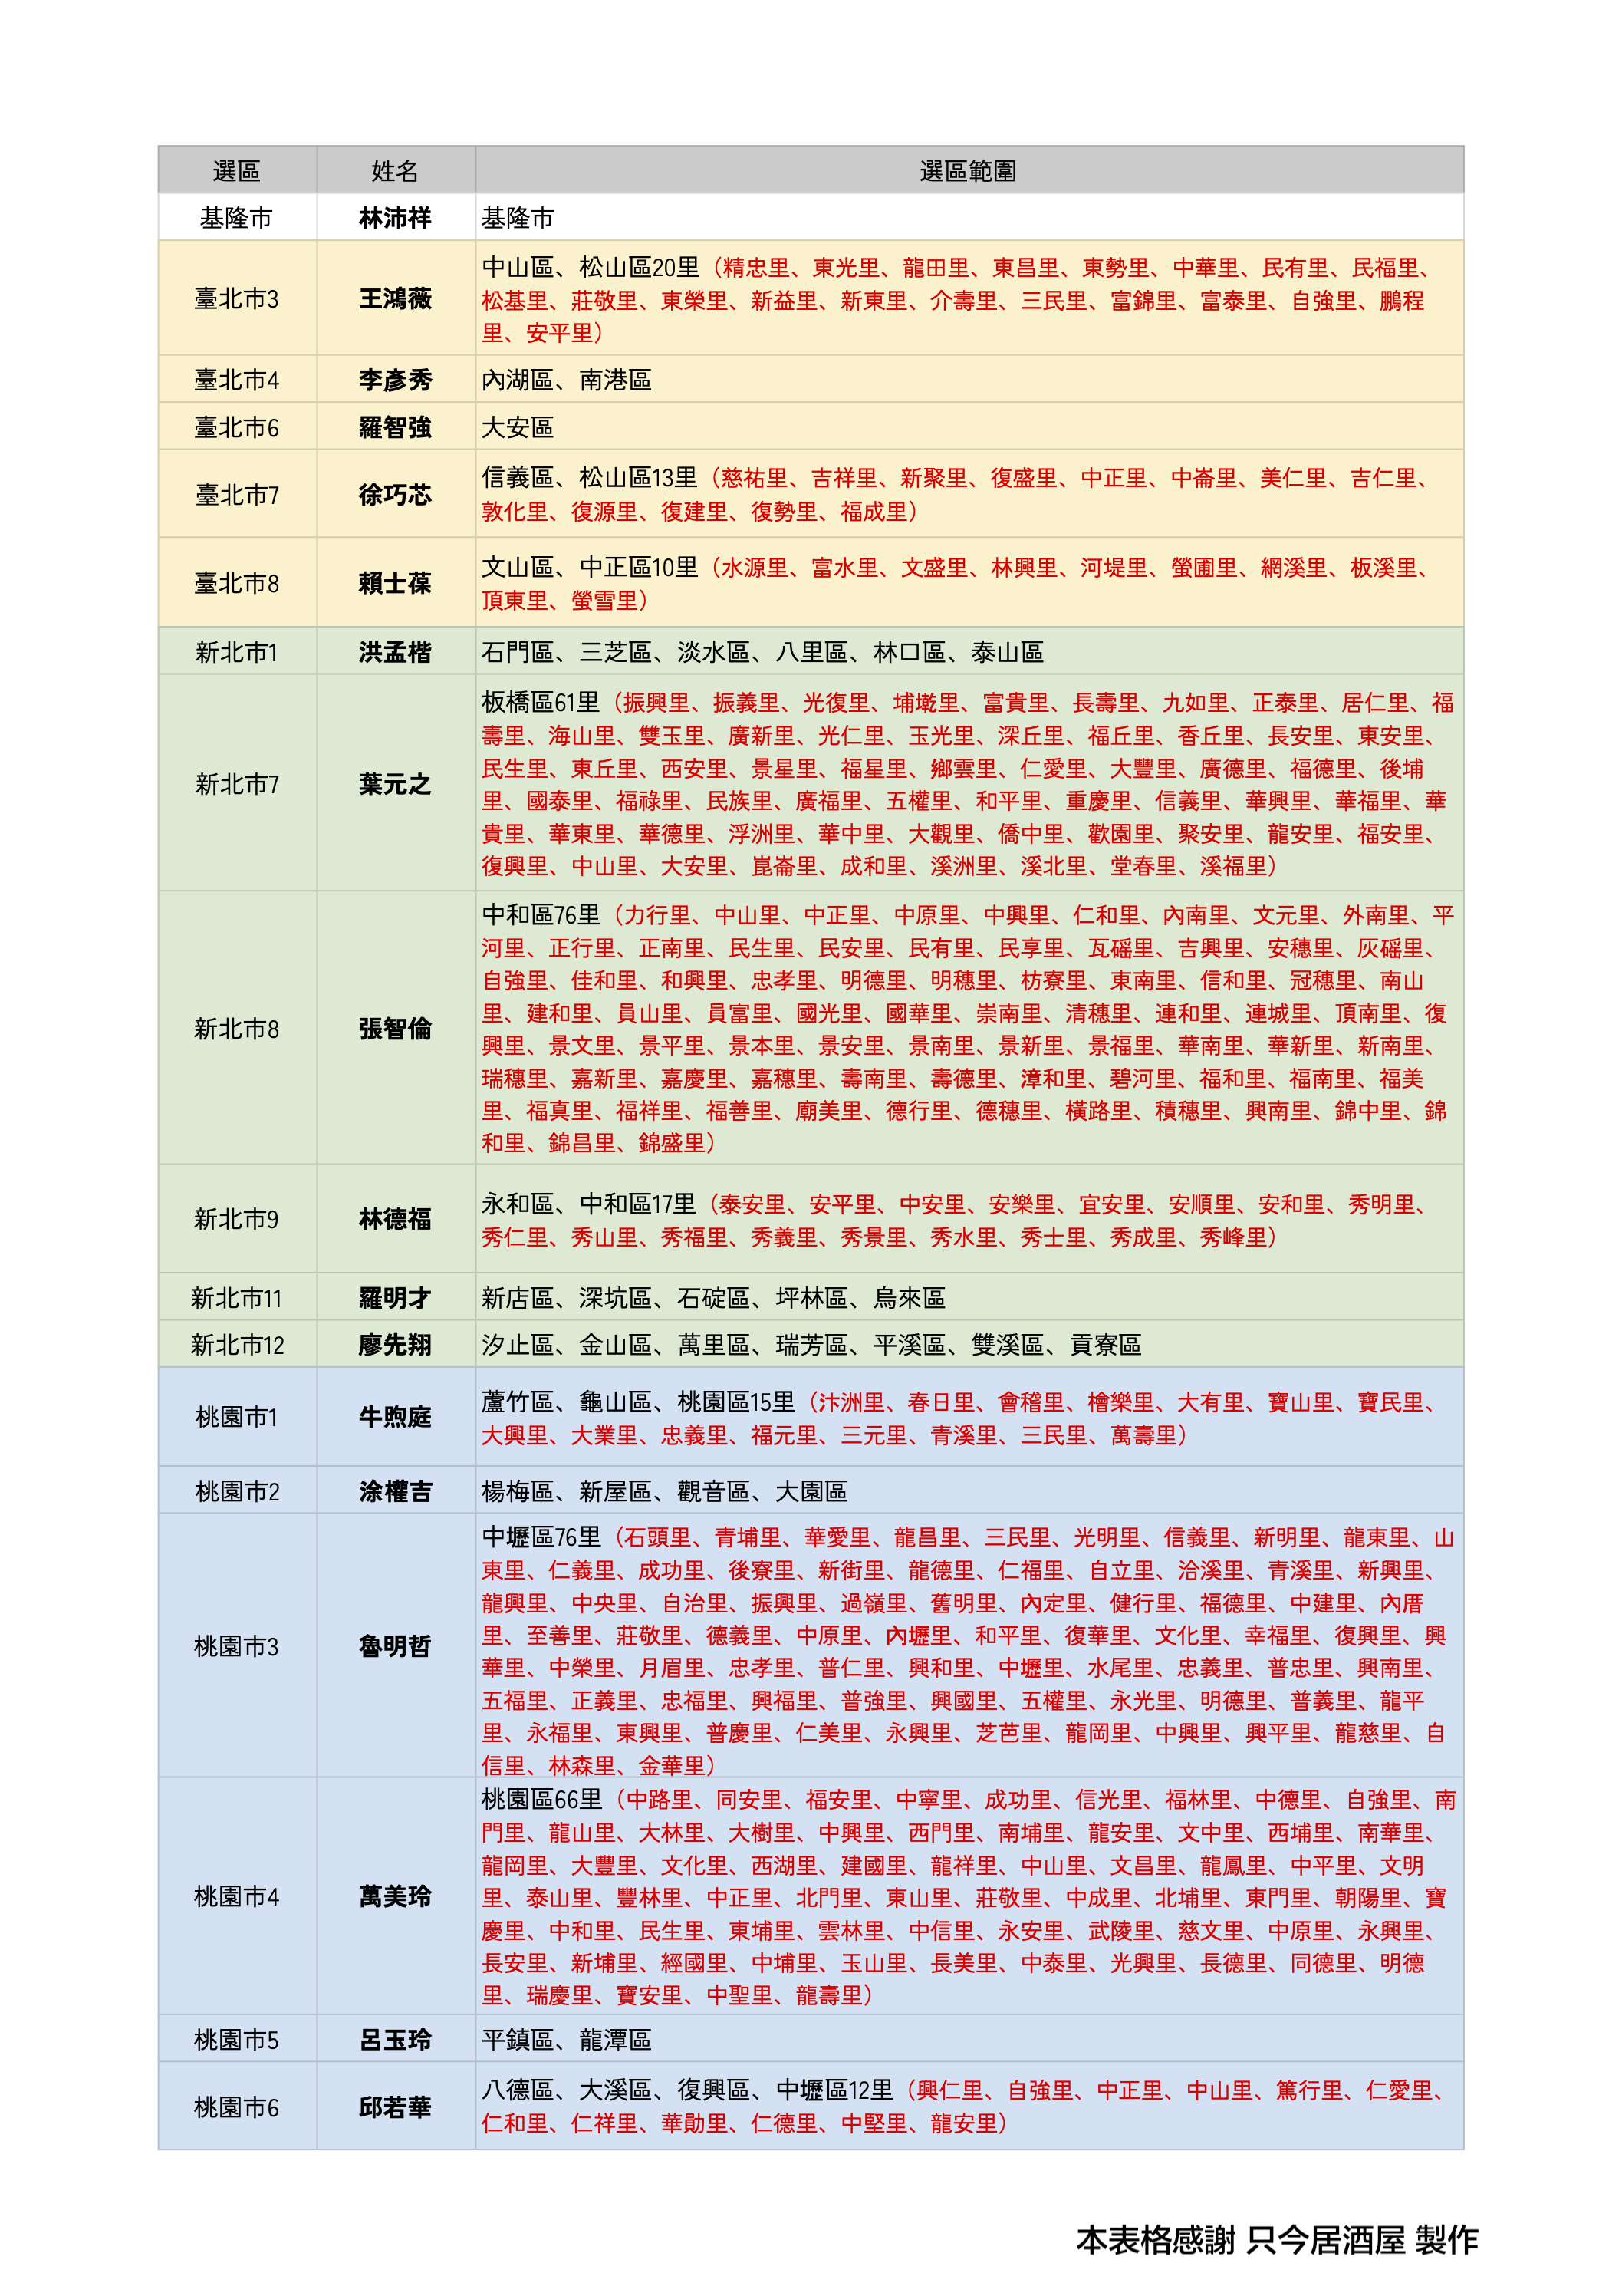 選區 姓名 選區範圍
基隆市 林沛祥 基隆市
臺北市3 王鴻薇 中山區、松山區20里（精忠里、東光里、龍田里、東昌里、東勢里、中華里、民有里、民福里、
松基里、莊敬里、東榮里、新益里、新東里、介壽里、三民里、富錦里、富泰里、自強里、鵬程
里、安平里）
臺北市4 李彥秀 內湖區、南港區
臺北市6 羅智強 大安區
臺北市7 徐巧芯 信義區、松山區13里（慈祐里、吉祥里、新聚里、復盛里、中正里、中崙里、美仁里、吉仁里、
敦化里、復源里、復建里、復勢里、福成里）
臺北市8 賴士葆 文山區、中正區10里（水源里、富水里、文盛里、林興里、河堤里、螢圃里、網溪里、板溪里、
頂東里、螢雪里）
新北市1 洪孟楷 石門區、三芝區、淡水區、八里區、林口區、泰山區
新北市7 葉元之 板橋區61里（振興里、振義里、光復里、埔墘里、富貴里、長壽里、九如里、正泰里、居仁里、福
壽里、海山里、雙玉里、廣新里、光仁里、玉光里、深丘里、福丘里、香丘里、長安里、東安里、
民生里、東丘里、西安里、景星里、福星里、鄉雲里、仁愛里、大豐里、廣德里、福德里、後埔
里、國泰里、福祿里、民族里、廣福里、五權里、和平里、重慶里、信義里、華興里、華福里、華
貴里、華東里、華德里、浮洲里、華中里、大觀里、僑中里、歡園里、聚安里、龍安里、福安里、
復興里、中山里、大安里、崑崙里、成和里、溪洲里、溪北里、堂春里、溪福里）
新北市8 張智倫 中和區76里（力行里、中山里、中正里、中原里、中興里、仁和里、內南里、文元里、外南里、平
河里、正行里、正南里、民生里、民安里、民有里、民享里、瓦磘里、吉興里、安穗里、灰磘里、
自強里、佳和里、和興里、忠孝里、明德里、明穗里、枋寮里、東南里、信和里、冠穗里、南山
里、建和里、員山里、員富里、國光里、國華里、崇南里、清穗里、連和里、連城里、頂南里、復
興里、景文里、景平里、景本里、景安里、景南里、景新里、景福里、華南里、華新里、新南里、
瑞穗里、嘉新里、嘉慶里、嘉穗里、壽南里、壽德里、漳和里、碧河里、福和里、福南里、福美
里、福真里、福祥里、福善里、廟美里、德行里、德穗里、橫路里、積穗里、興南里、錦中里、錦
和里、錦昌里、錦盛里）
新北市9 林德福 永和區、中和區17里（泰安里、安平里、中安里、安樂里、宜安里、安順里、安和里、秀明里、
秀仁里、秀山里、秀福里、秀義里、秀景里、秀水里、秀士里、秀成里、秀峰里）
新北市11 羅明才 新店區、深坑區、石碇區、坪林區、烏來區
新北市12 廖先翔 汐止區、金山區、萬里區、瑞芳區、平溪區、雙溪區、貢寮區
桃園市1 牛煦庭 蘆竹區、龜山區、桃園區15里（汴洲里、春日里、會稽里、檜樂里、大有里、寶山里、寶民里、
大興里、大業里、忠義里、福元里、三元里、青溪里、三民里、萬壽里）
桃園市2 涂權吉 楊梅區、新屋區、觀音區、大園區
桃園市3 魯明哲 中壢區76里（石頭里、青埔里、華愛里、龍昌里、三民里、光明里、信義里、新明里、龍東里、山
東里、仁義里、成功里、後寮里、新街里、龍德里、仁福里、自立里、洽溪里、青溪里、新興里、
龍興里、中央里、自治里、振興里、過嶺里、舊明里、內定里、健行里、福德里、中建里、內厝
里、至善里、莊敬里、德義里、中原里、內壢里、和平里、復華里、文化里、幸福里、復興里、興
華里、中榮里、月眉里、忠孝里、普仁里、興和里、中壢里、水尾里、忠義里、普忠里、興南里、
五福里、正義里、忠福里、興福里、普強里、興國里、五權里、永光里、明德里、普義里、龍平
里、永福里、東興里、普慶里、仁美里、永興里、芝芭里、龍岡里、中興里、興平里、龍慈里、自
信里、林森里、金華里）
桃園市4 萬美玲 桃園區66里（中路里、同安里、福安里、中寧里、成功里、信光里、福林里、中德里、自強里、南
門里、龍山里、大林里、大樹里、中興里、西門里、南埔里、龍安里、文中里、西埔里、南華里、
龍岡里、大豐里、文化里、西湖里、建國里、龍祥里、中山里、文昌里、龍鳳里、中平里、文明
里、泰山里、豐林里、中正里、北門里、東山里、莊敬里、中成里、北埔里、東門里、朝陽里、寶
慶里、中和里、民生里、東埔里、雲林里、中信里、永安里、武陵里、慈文里、中原里、永興里、
長安里、新埔里、經國里、中埔里、玉山里、長美里、中泰里、光興里、長德里、同德里、明德
里、瑞慶里、寶安里、中聖里、龍壽里）
桃園市5 呂玉玲 平鎮區、龍潭區
桃園市6 邱若華 八德區、大溪區、復興區、中壢區12里（興仁里、自強里、中正里、中山里、篤行里、仁愛里、
仁和里、仁祥里、華勛里、仁德里、中堅里、龍安里）
本表格感謝 只今居酒屋 製作